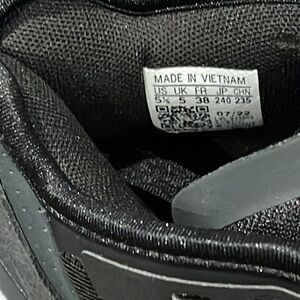 MADE IN VIETNAM
US UK FR JP CHN
5½ 5 38 240 235
07/22